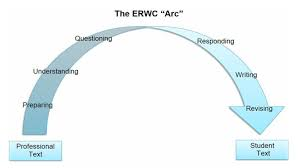 The ERWC “Arc”
Questioning
Responding
Understanding
Writing
Preparing
Revising
Professional
Text
Student
Text